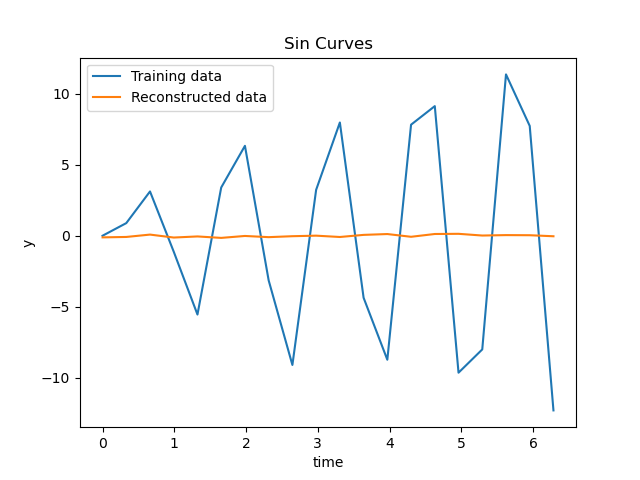 Sin Curves
Training data
Reconstructed data
10
5
0
−5
−10
y
0 1 2 3 4 5 6
time